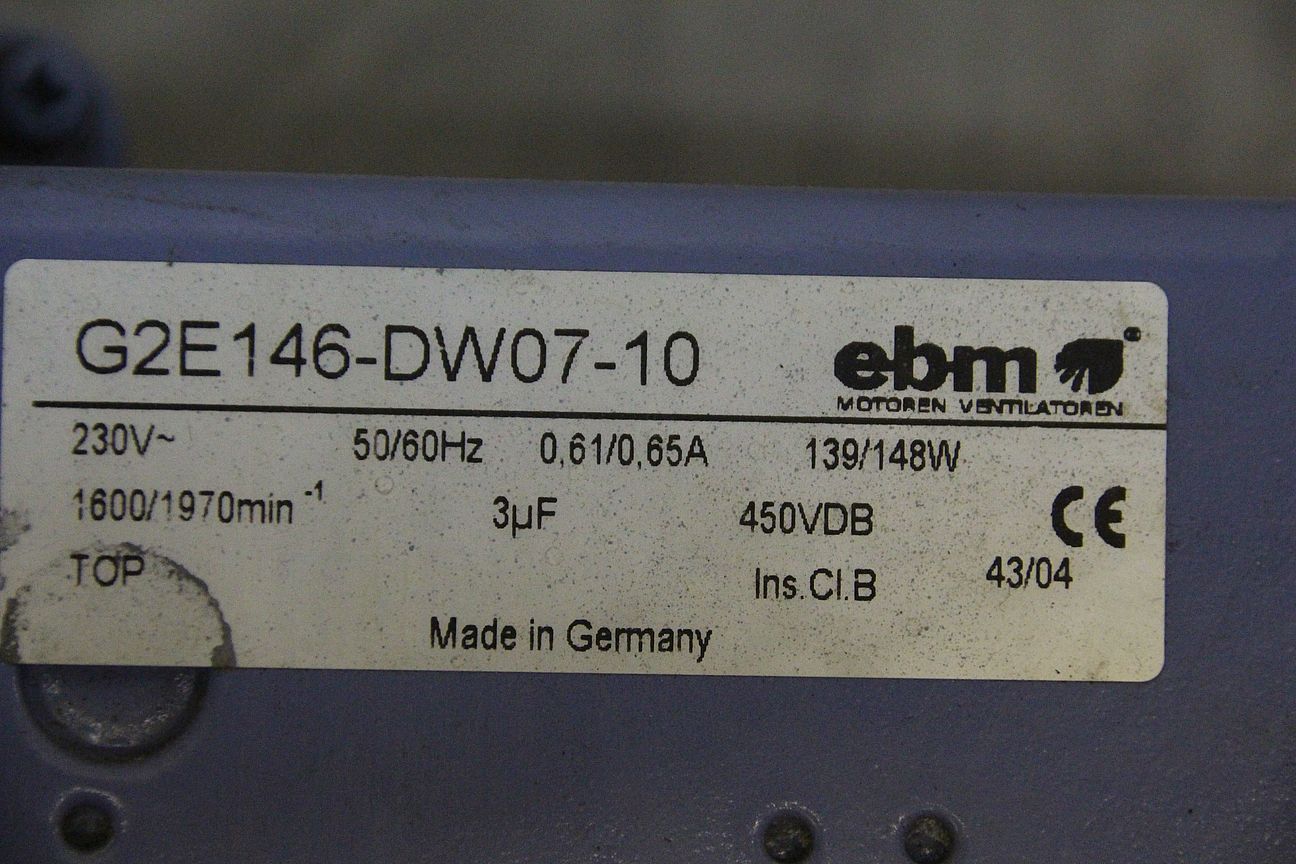 G2E146-DW07-10
ebm
MOTOREN VENTILATOREN
230V~ 50/60Hz 0,61/0,65A 139/148W
1600/1970min⁻¹ 3µF 450VDB CE
TOP Ins.Cl.B 43/04
Made in Germany